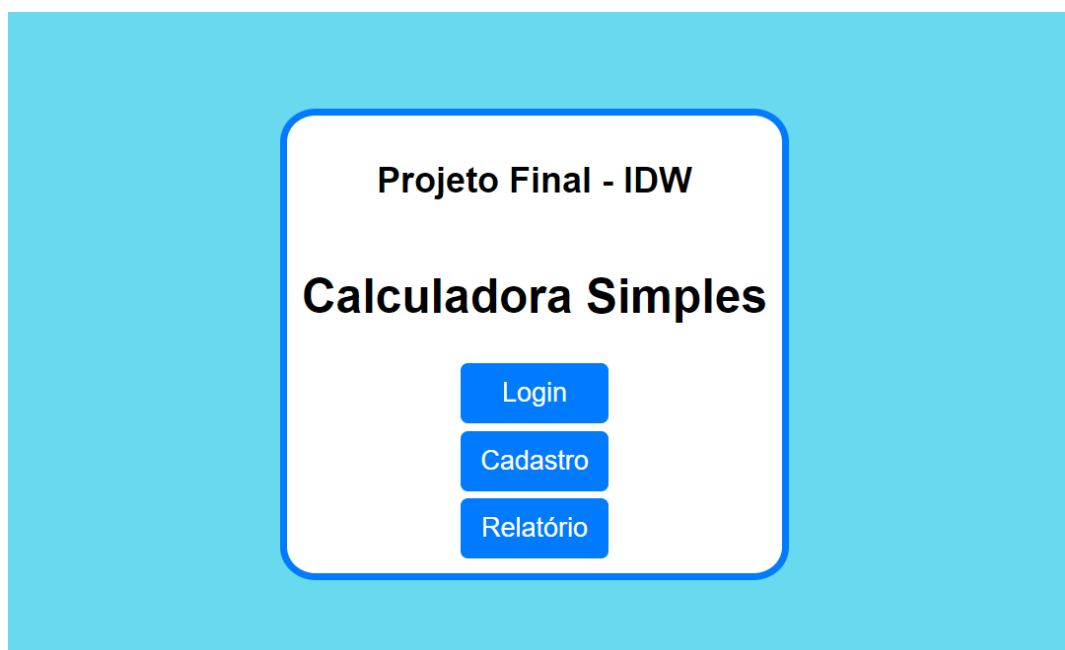 Projeto Final - IDW
Calculadora Simples
Login
Cadastro
Relatório